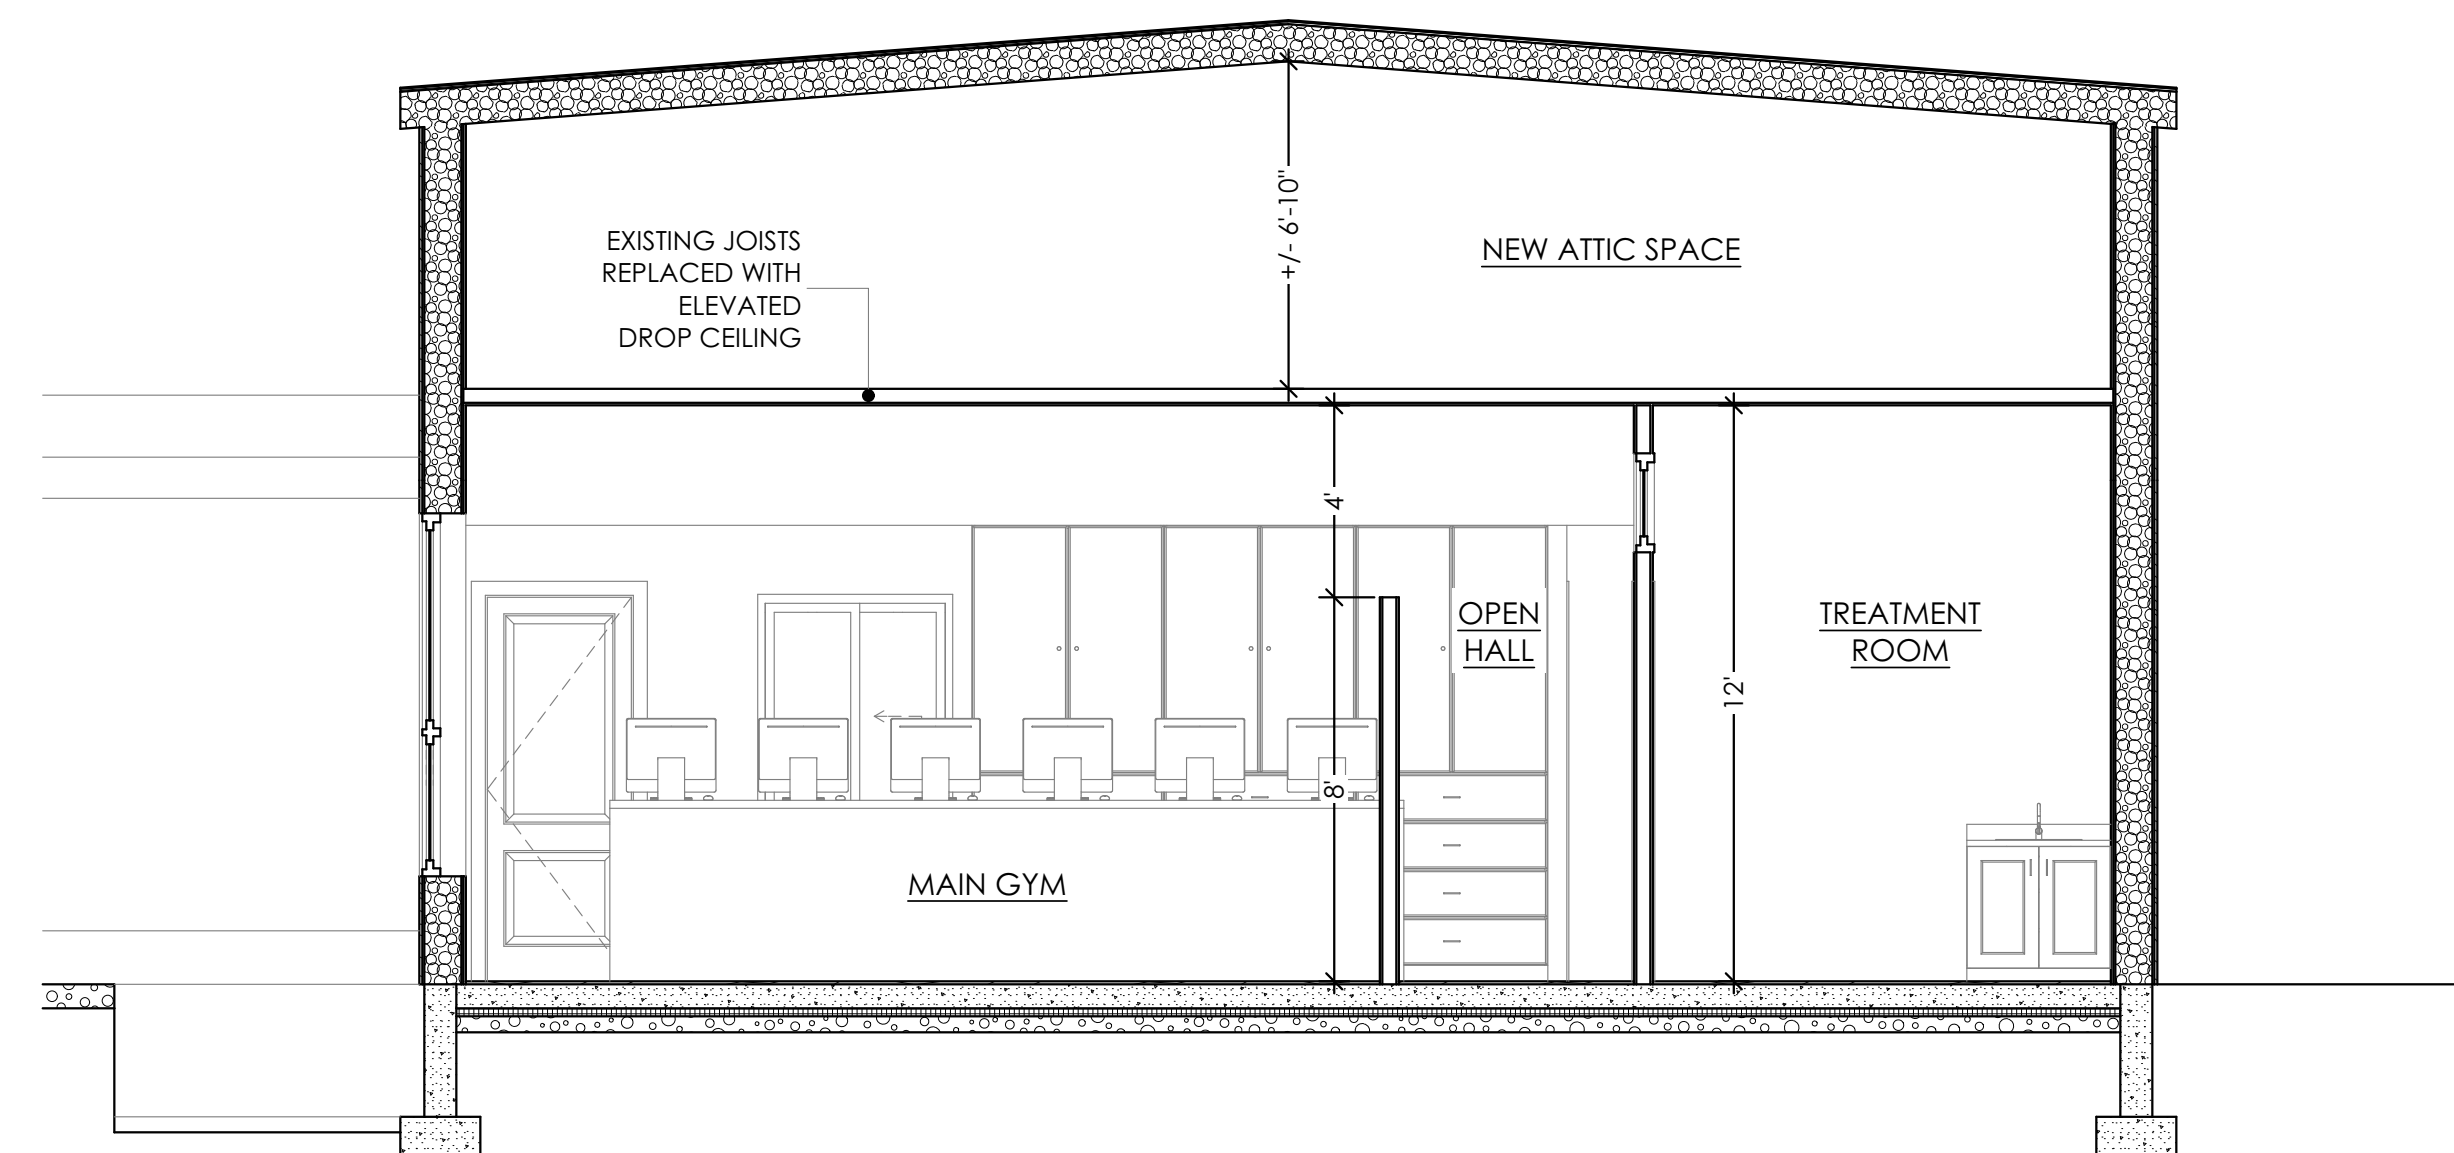 +/- 6'-10"
EXISTING JOISTS
REPLACED WITH
ELEVATED
DROP CEILING
NEW ATTIC SPACE
4'
OPEN
HALL
TREATMENT
ROOM
12'
8'
MAIN GYM